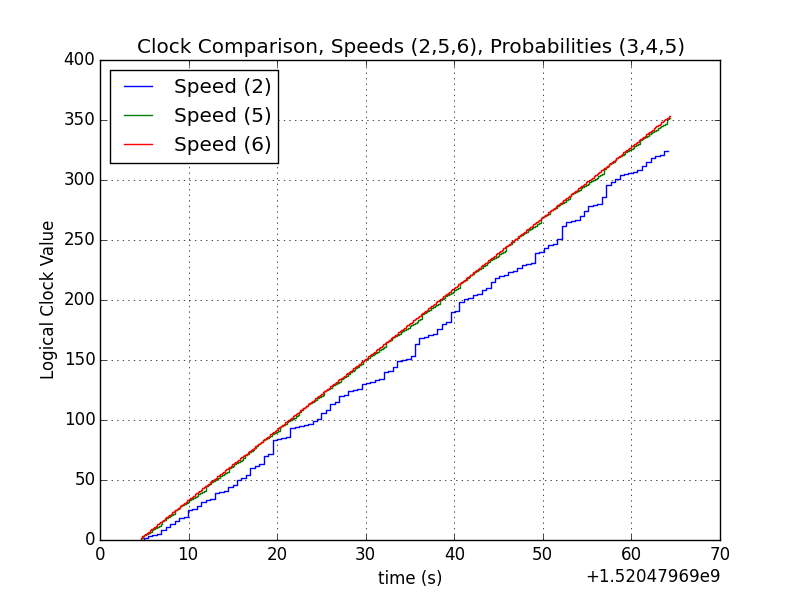 Clock Comparison, Speeds (2,5,6), Probabilities (3,4,5)
400
350
300
250
200
150
100
50
0
Logical Clock Value
Speed (2)
Speed (5)
Speed (6)
0 10 20 30 40 50 60 70
time (s)
+1.52047969e9